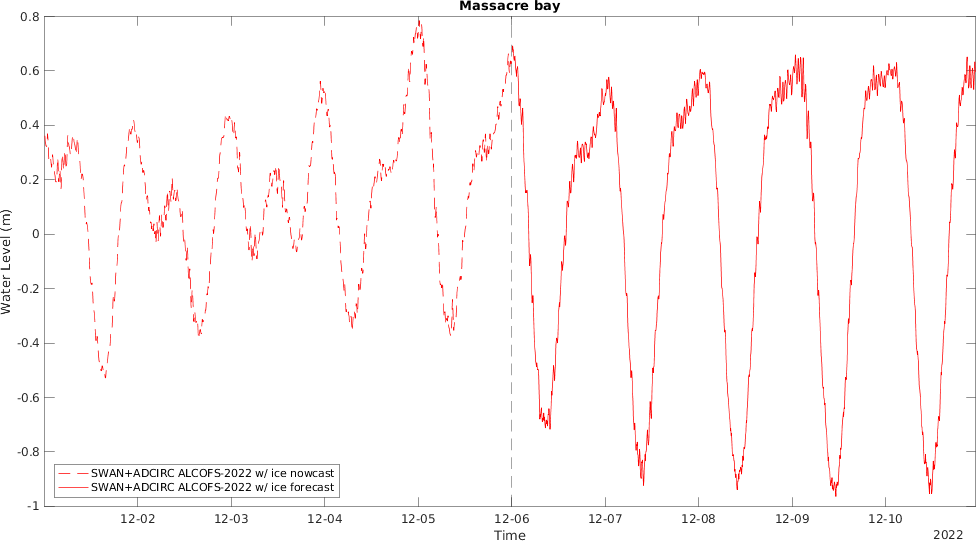 Massacre bay
0.8
0.6
0.4
0.2
0
-0.2
-0.4
-0.6
-0.8
-1
Water Level (m)
SWAN+ADCIRC ALCOFS-2022 w/ ice nowcast
SWAN+ADCIRC ALCOFS-2022 w/ ice forecast
12-02 12-03 12-04 12-05 12-06 12-07 12-08 12-09 12-10
Time
2022